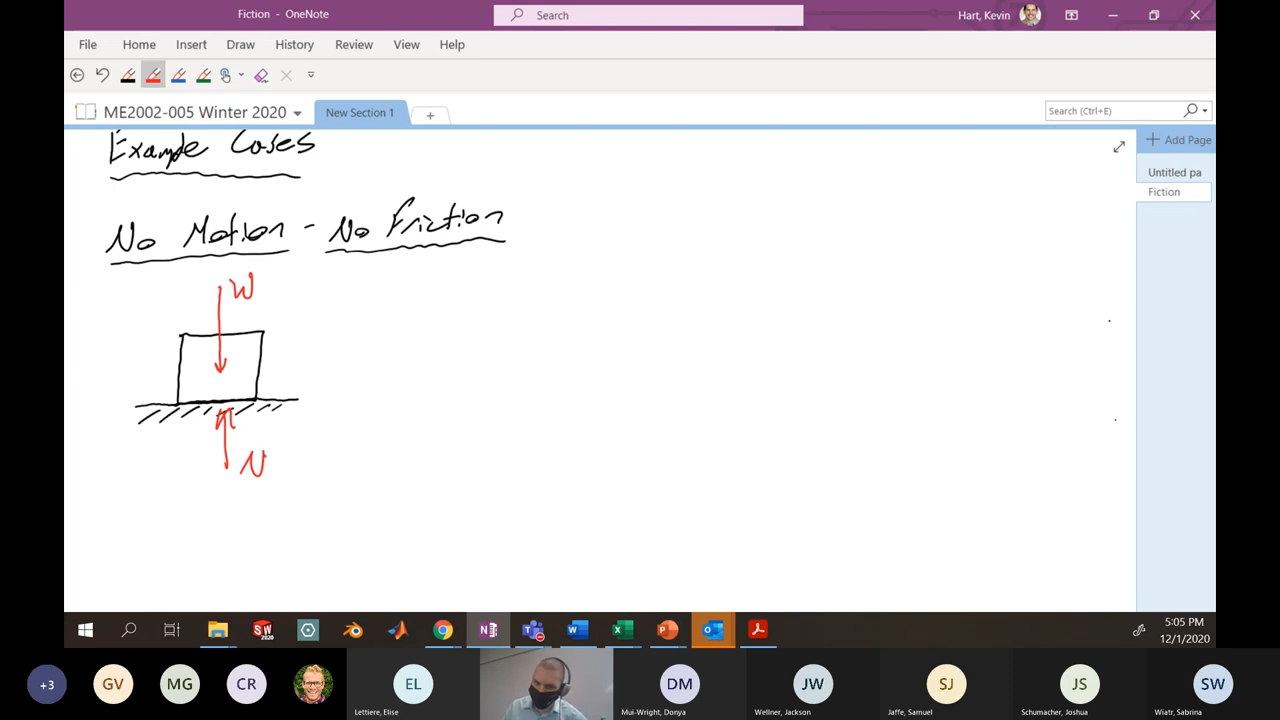 Fiction - OneNote
Search
Hart, Kevin
File Home Insert Draw History Review View Help
ME2002-005 Winter 2020
New Section 1
+
Search (Ctrl+E)
Example Cases
+ Add Page
Untitled pa
Fiction
No Motion - No Friction
W
N
SW
2020
5:05 PM
12/1/2020
+3
GV
MG
CR
EL
DM
JW
SJ
JS
SW
Lettiere, Elise
Mui-Wright, Donya
Wellner, Jackson
Jaffe, Samuel
Schumacher, Joshua
Wiatr, Sabrina